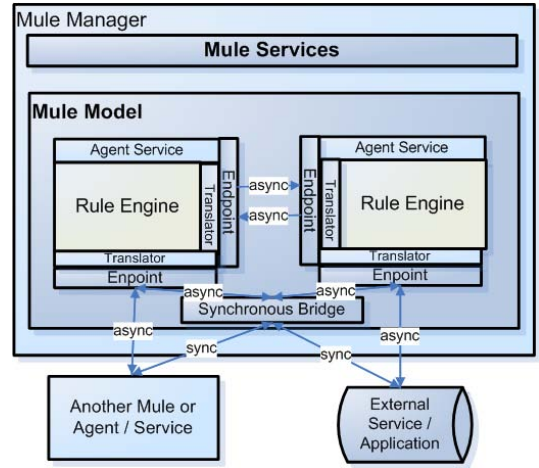 Mule Manager
Mule Services
Mule Model
Agent Service
Rule Engine
Translator
Endpoint
Translator
Enpoint
async
async
Agent Service
Endpoint
Translator
Rule Engine
Translator
Enpoint
async
async
Synchronous Bridge
async
sync
sync
async
Another Mule or
Agent / Service
External
Service /
Application